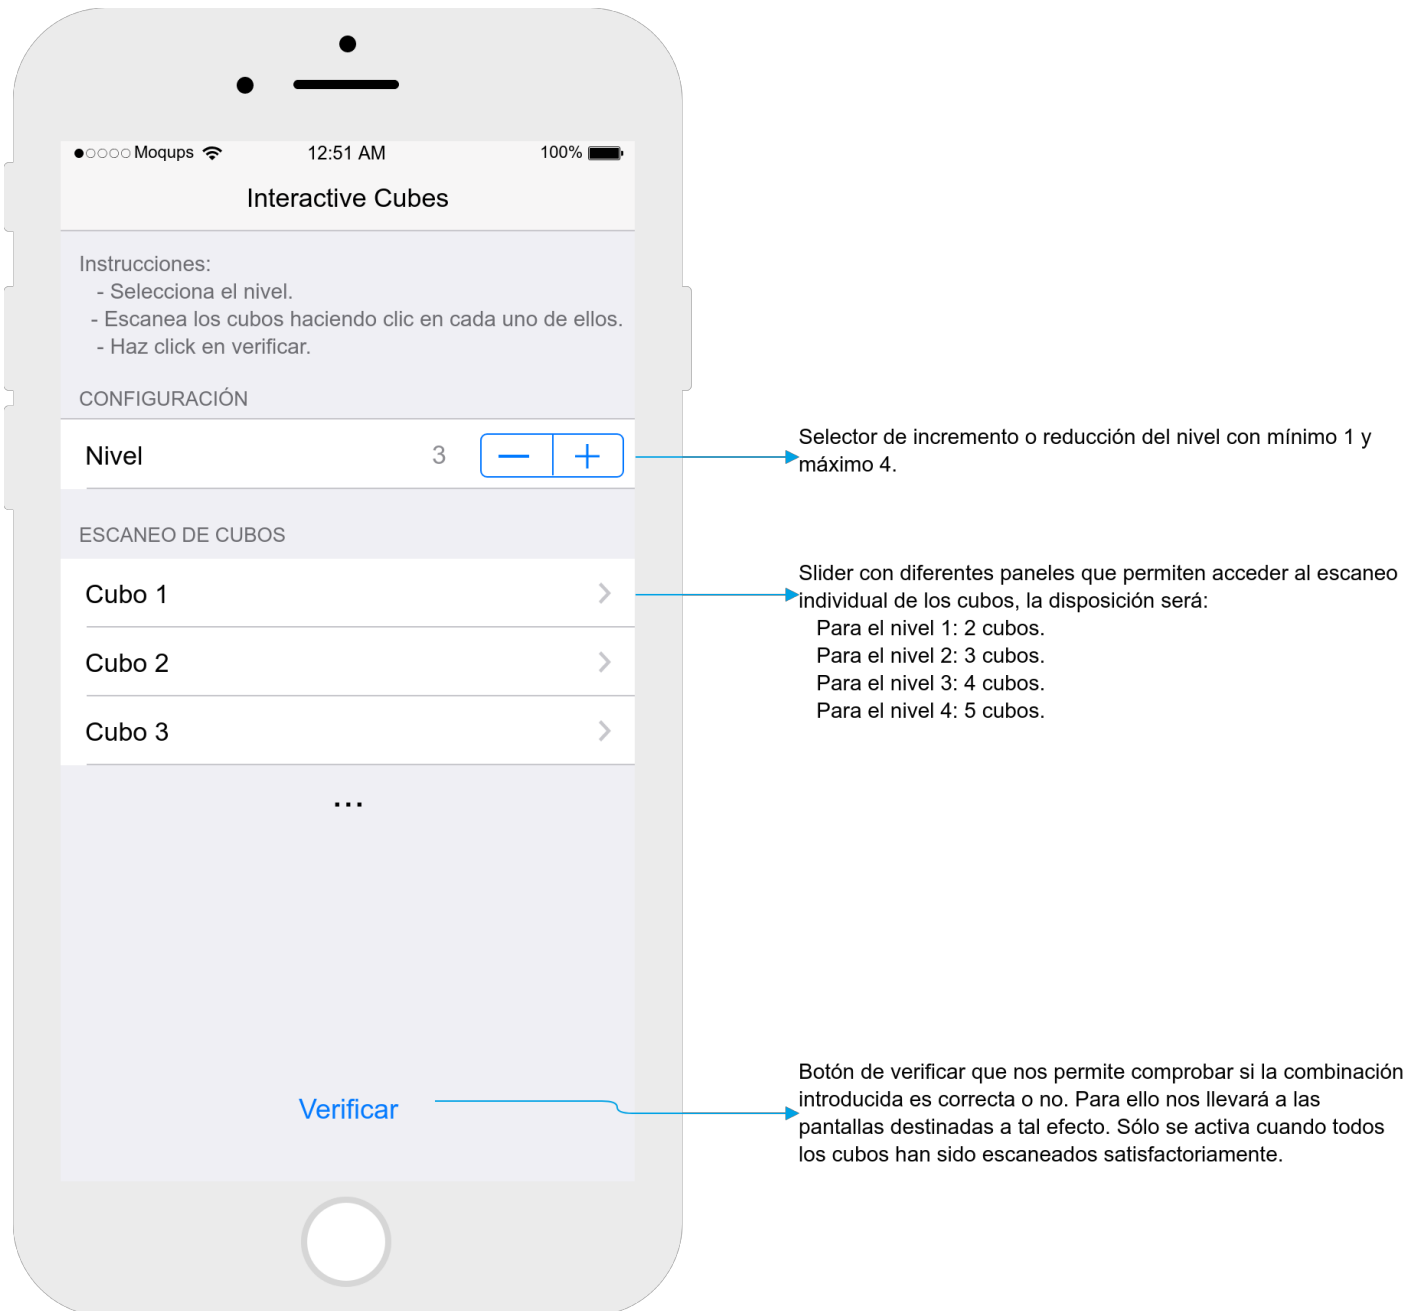 Moqups 12:51 AM 100%
Interactive Cubes
Instrucciones:
- Selecciona el nivel.
- Escanea los cubos haciendo clic en cada uno de ellos.
- Haz click en verificar.
CONFIGURACIÓN
Nivel 3
Selector de incremento o reducción del nivel con mínimo 1 y
máximo 4.
ESCANEO DE CUBOS
Cubo 1
Cubo 2
Cubo 3
...
Slider con diferentes paneles que permiten acceder al escaneo
individual de los cubos, la disposición será:
Para el nivel 1: 2 cubos.
Para el nivel 2: 3 cubos.
Para el nivel 3: 4 cubos.
Para el nivel 4: 5 cubos.
Verificar
Botón de verificar que nos permite comprobar si la combinación
introducida es correcta o no. Para ello nos llevará a las
pantallas destinadas a tal efecto. Sólo se activa cuando todos
los cubos han sido escaneados satisfactoriamente.